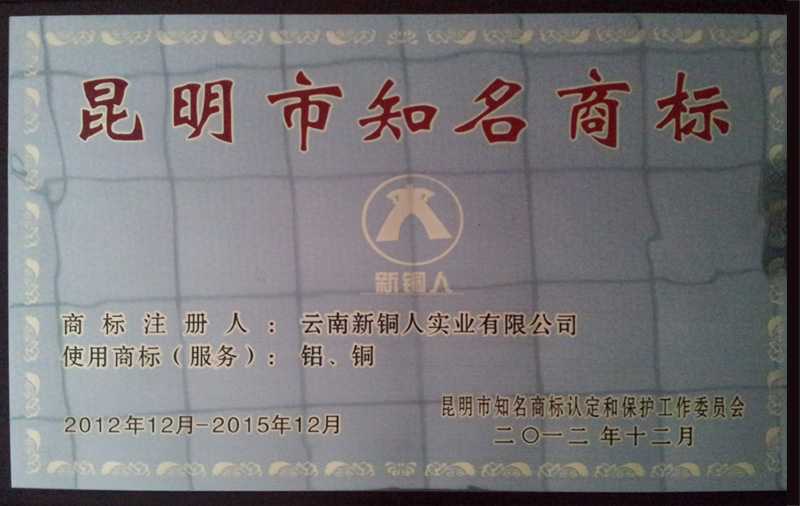 昆明市知名商标
新铜人
商标注册人：云南新铜人实业有限公司
使用商标（服务）：铝、铜
2012年12月-2015年12月
昆明市知名商标认定和保护工作委员会
二〇一二年十二月